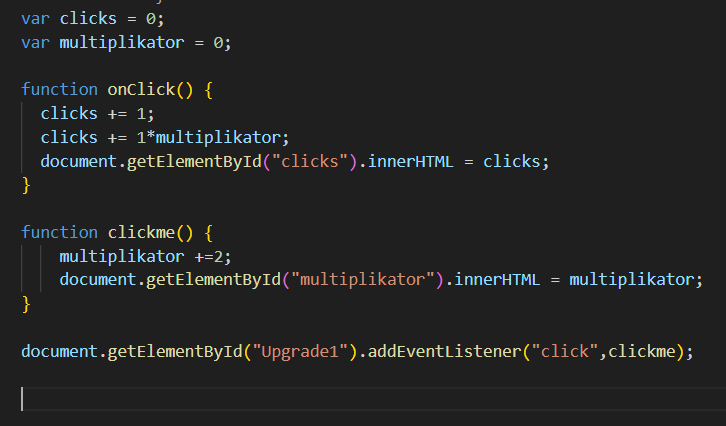 var clicks = 0;
var multiplikator = 0;
function onClick() {
clicks += 1;
clicks += 1*multiplikator;
document.getElementById("clicks").innerHTML = clicks;
}
function clickme() {
multiplikator +=2;
document.getElementById("multiplikator").innerHTML = multiplikator;
}
document.getElementById("Upgrade1").addEventListener("click",clickme);